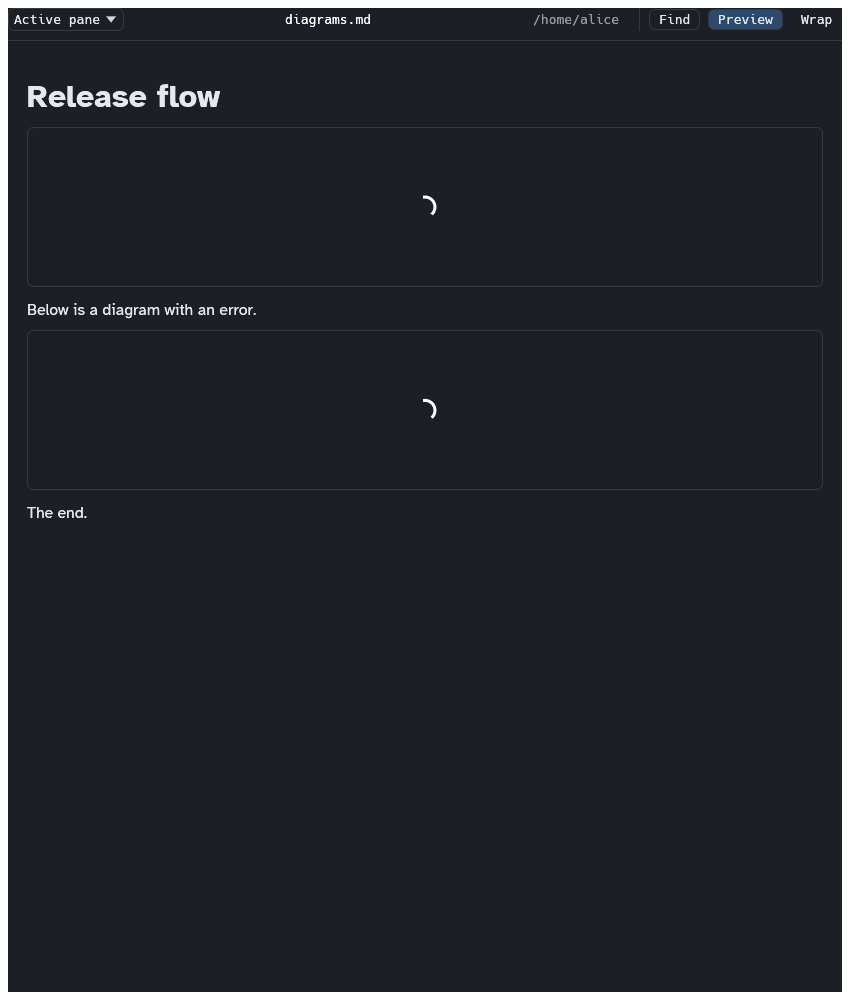 Active pane diagrams.md /home/alice Find Preview Wrap
Release flow
Below is a diagram with an error.
The end.